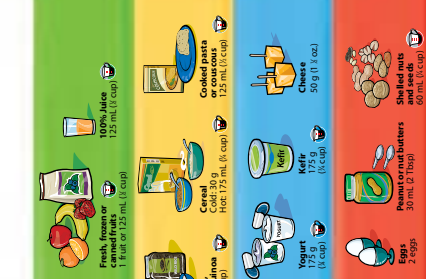 100% Juice
125 mL (½ cup)
Fresh, frozen or
canned fruits
1 fruit or 125 mL (½ cup)
Cooked pasta
or couscous
125 mL (½ cup)
Cereal
Cold: 30 g
Hot: 175 mL (¾ cup)
inoa
cup)
Cheese
50 g (1 ½ oz.)
Kefir
Kefir
175 g
(¾ cup)
YOGURT
Yogurt
175 g
(¾ cup)
Shelled nuts
and seeds
60 mL (¼ cup)
Peanut or nut butters
30 mL (2 Tbsp)
Eggs
2 eggs